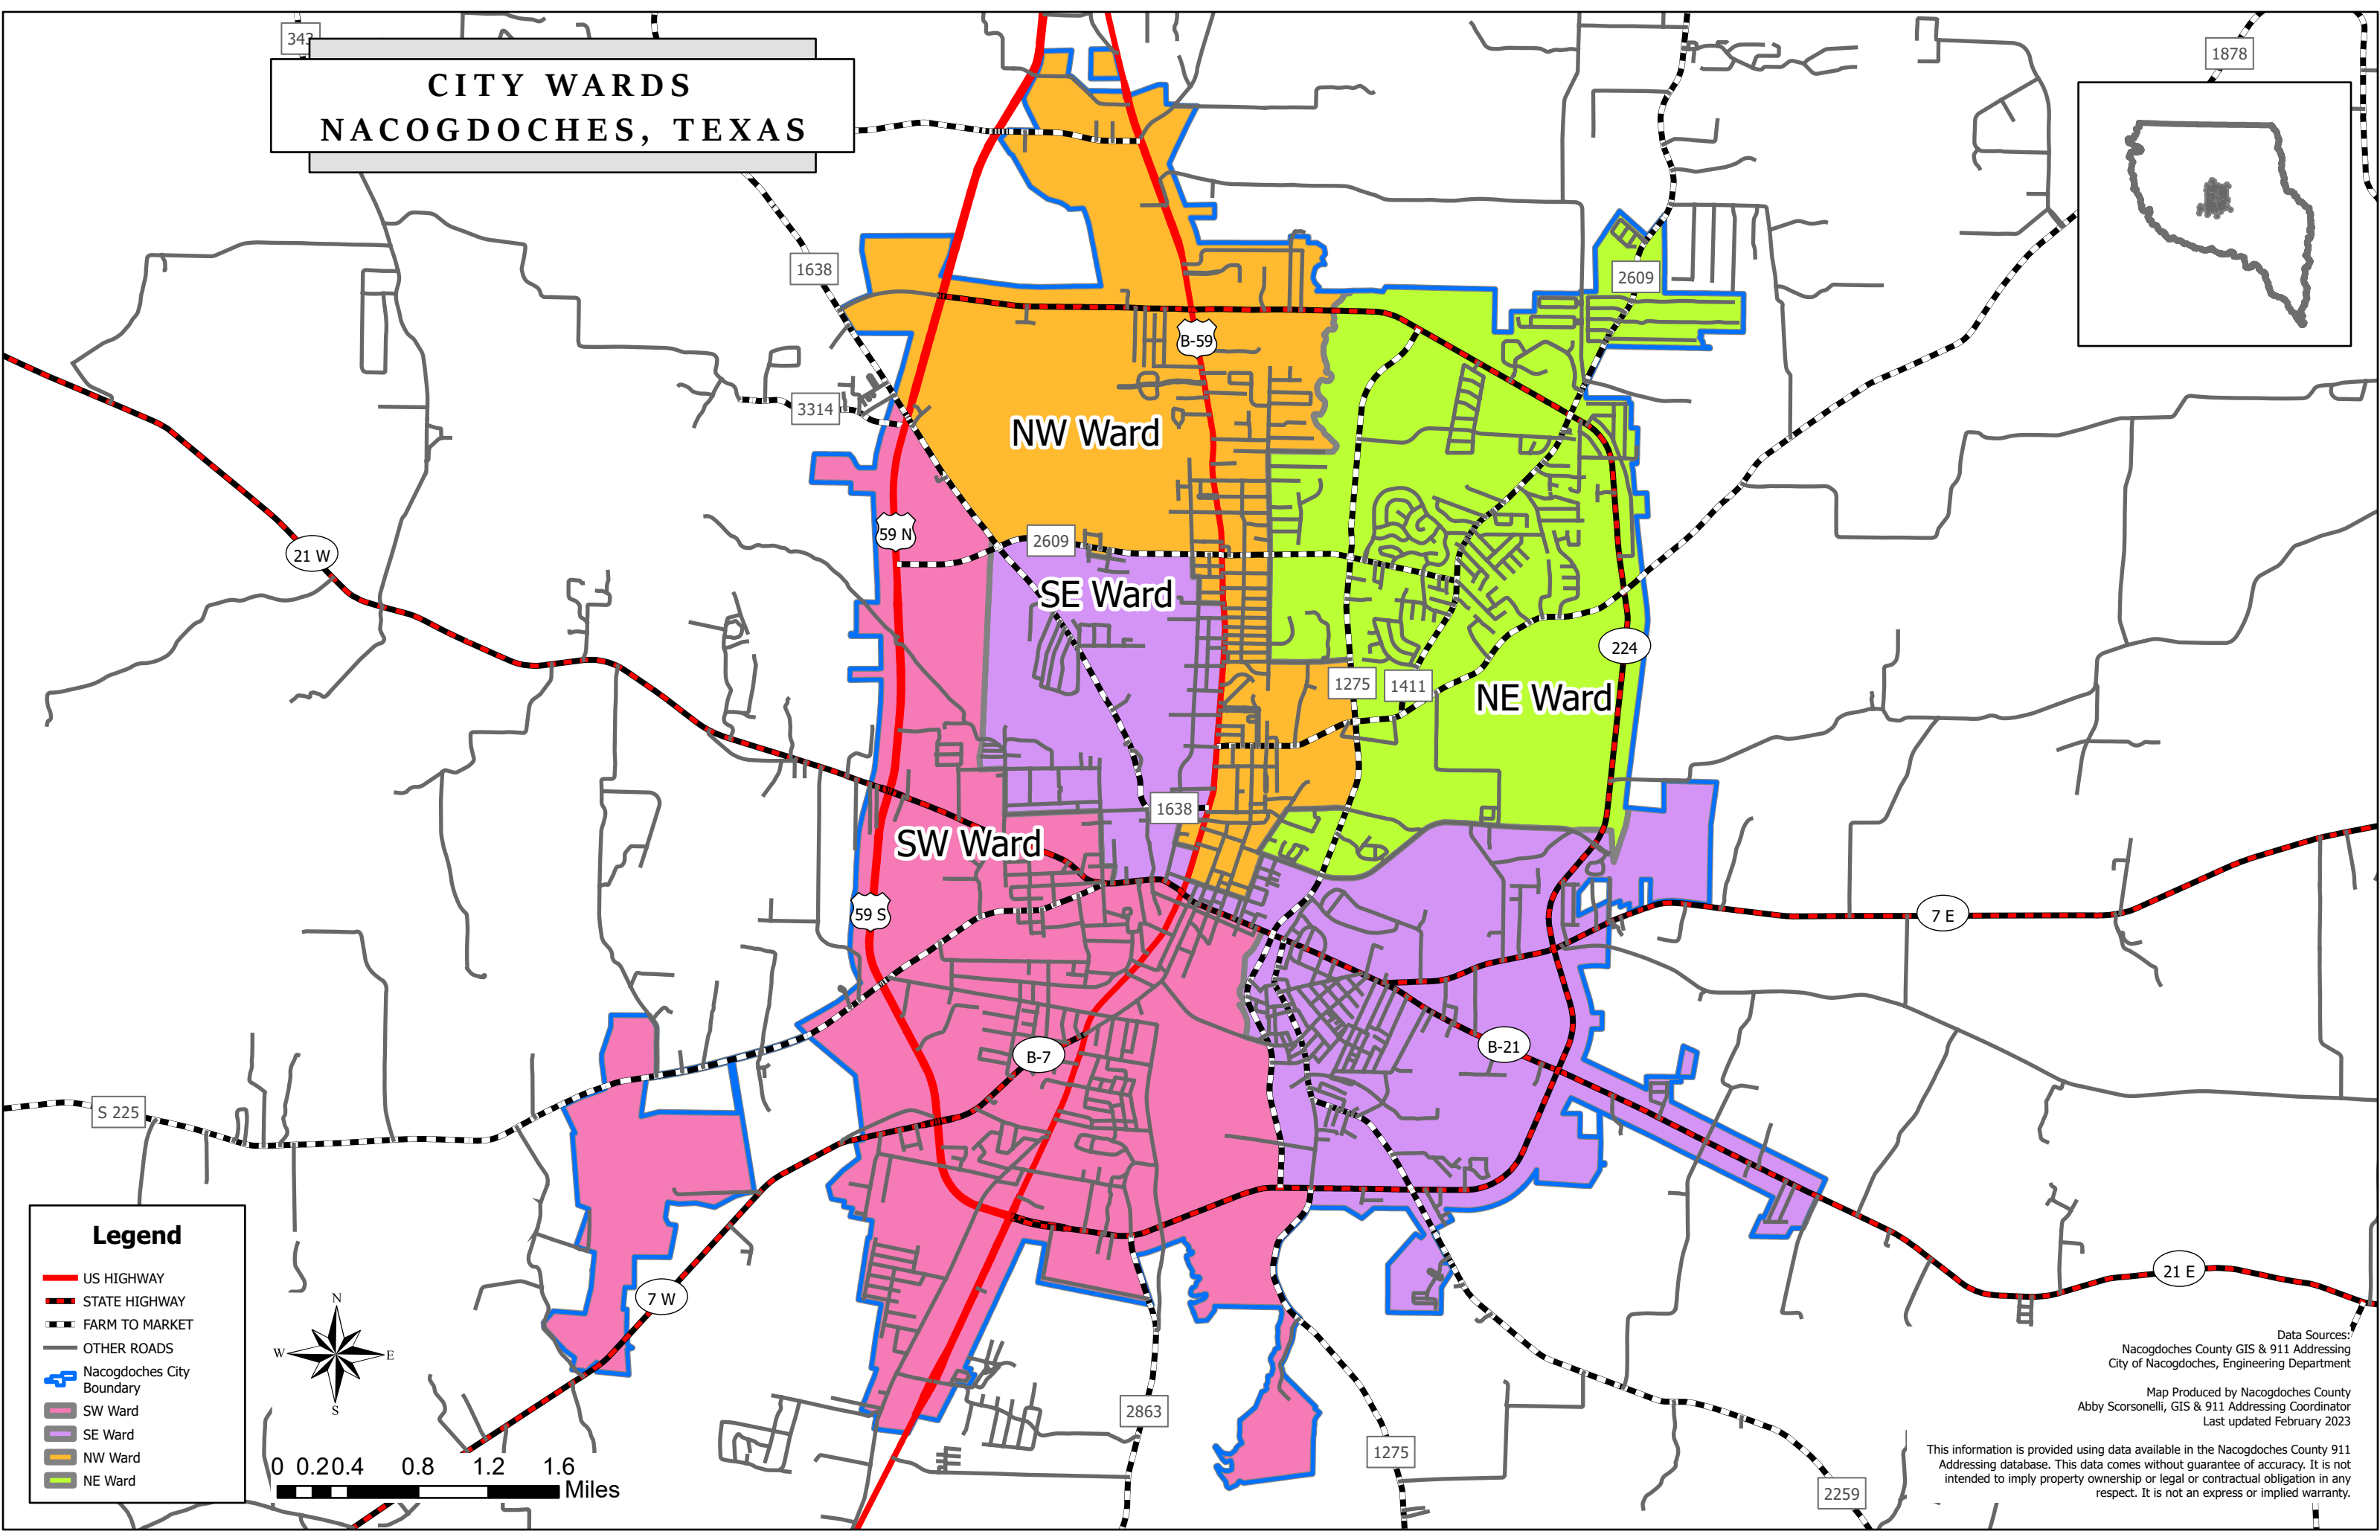 343
CITY WARDS
NACOGDOCHES, TEXAS
1878
1638
2609
B-59
3314
NW Ward
59 N
2609
21 W
SE Ward
224
1275
1411
NE Ward
1638
SW Ward
59 S
7 E
B-7
B-21
S 225
21 E
7 W
2863
1275
2259
Legend
US HIGHWAY
STATE HIGHWAY
FARM TO MARKET
OTHER ROADS
Nacogdoches City
Boundary
SW Ward
SE Ward
NW Ward
NE Ward
N
W
E
S
0 0.20.4 0.8 1.2 1.6
Miles
Data Sources:
Nacogdoches County GIS & 911 Addressing
City of Nacogdoches, Engineering Department
Map Produced by Nacogdoches County
Abby Scorsonelli, GIS & 911 Addressing Coordinator
Last updated February 2023
This information is provided using data available in the Nacogdoches County 911
Addressing database. This data comes without guarantee of accuracy. It is not
intended to imply property ownership or legal or contractual obligation in any
respect. It is not an express or implied warranty.